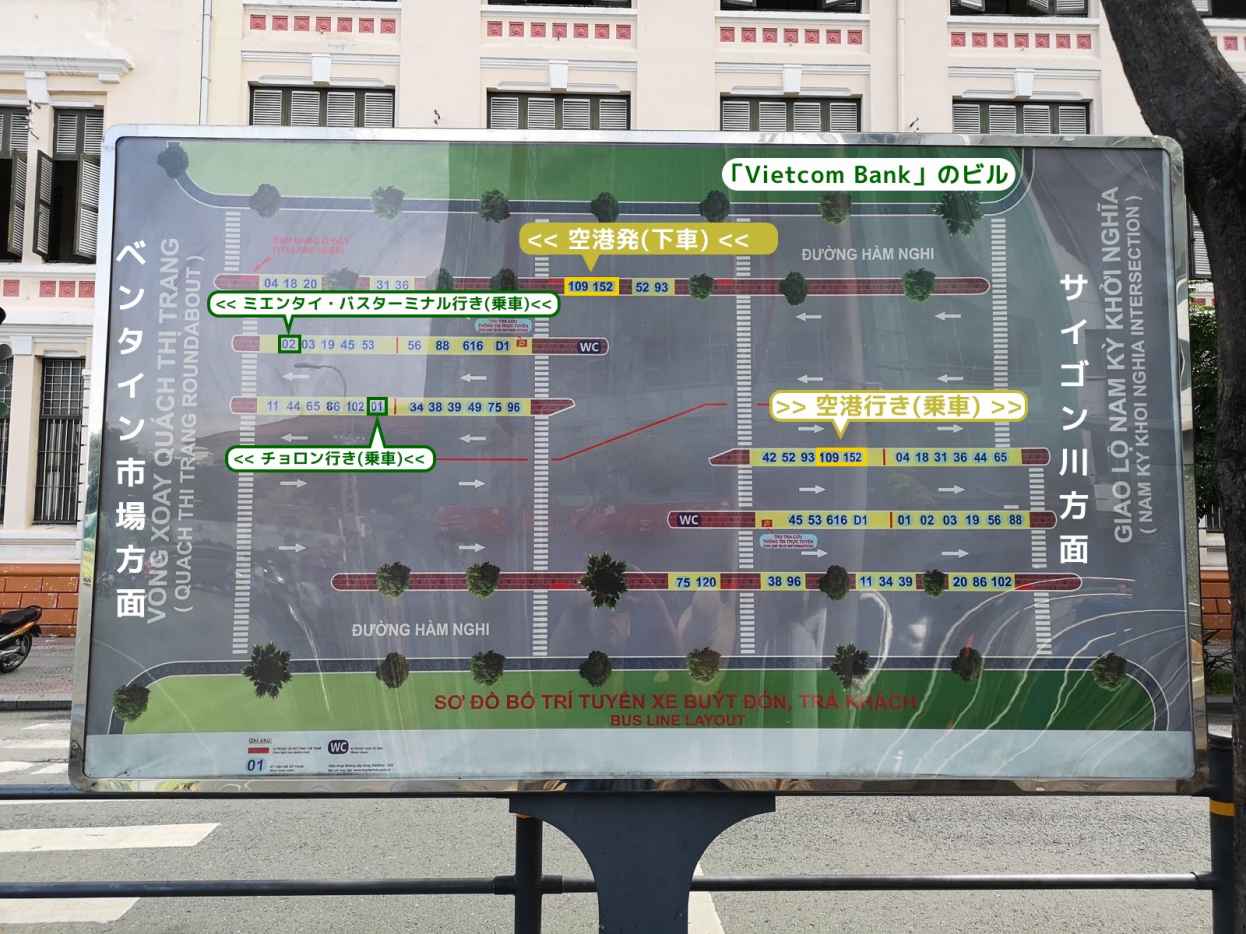 「Vietcom Bank」のビル
<< 空港発(下車) <<
ĐƯỜNG HÀM NGHI
04 18 20
31 36
109 152
52 93
<< ミエンタイ・バスターミナル行き(乗車)<<
02 03 19 45 53
56 88 616 D1
WC
>> 空港行き(乗車) >>
11 44 65 86 102 01
34 38 39 49 75 96
<< チョロン行き(乗車)<<
42 52 93 109 152
04 18 31 36 44 65
WC
45 53 616 D1
01 02 03 19 56 88
75 120
38 96
11 34 39
20 86 102
ĐƯỜNG HÀM NGHI
ベンタイン市場方面
VÒNG XOAY QUÁCH THỊ TRANG
( QUACH THI TRANG ROUNDABOUT )
サイゴン川方面
GIAO LỘ NAM KỲ KHỞI NGHĨA
( NAM KY KHOI NGHIA INTERSECTION )
SƠ ĐỒ BỐ TRÍ TUYẾN XE BUÝT ĐÓN, TRẢ KHÁCH
BUS LINE LAYOUT
WC
01